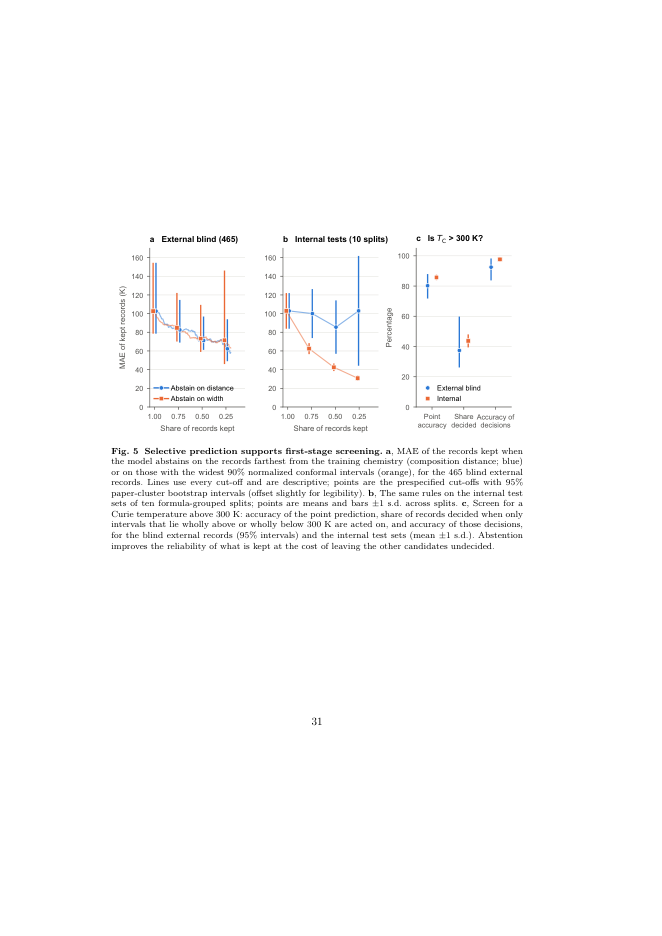 a External blind (465)
MAE of kept records (K)
160
140
120
100
80
60
40
20
0
Abstain on distance
Abstain on width
1.00 0.75 0.50 0.25
Share of records kept
b Internal tests (10 splits)
160
140
120
100
80
60
40
20
0
1.00 0.75 0.50 0.25
Share of records kept
c Is TC > 300 K?
Percentage
100
80
60
40
20
0
External blind
Internal
Point accuracy
Share decided
Accuracy of decisions
Fig. 5 Selective prediction supports first-stage screening. a, MAE of the records kept when
the model abstains on the records farthest from the training chemistry (composition distance; blue)
or on those with the widest 90% normalized conformal intervals (orange), for the 465 blind external
records. Lines use every cut-off and are descriptive; points are the prespecified cut-offs with 95%
paper-cluster bootstrap intervals (offset slightly for legibility). b, The same rules on the internal test
sets of ten formula-grouped splits; points are means and bars ±1 s.d. across splits. c, Screen for a
Curie temperature above 300 K: accuracy of the point prediction, share of records decided when only
intervals that lie wholly above or wholly below 300 K are acted on, and accuracy of those decisions,
for the blind external records (95% intervals) and the internal test sets (mean ±1 s.d.). Abstention
improves the reliability of what is kept at the cost of leaving the other candidates undecided.
31